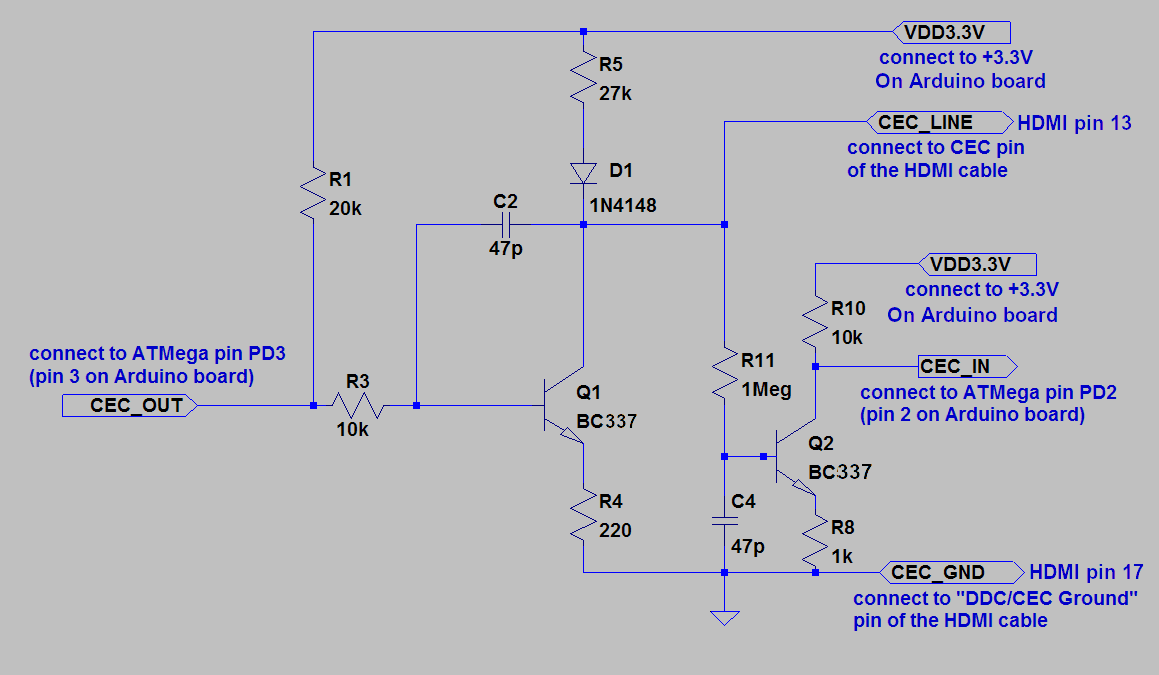 VDD3.3V
connect to +3.3V
On Arduino board
R5
27k
CEC_LINE
HDMI pin 13
connect to CEC pin
of the HDMI cable
D1
1N4148
R1
20k
C2
47p
VDD3.3V
connect to +3.3V
On Arduino board
R10
10k
connect to ATMega pin PD3
(pin 3 on Arduino board)
CEC_OUT
R3
10k
R11
1Meg
CEC_IN
connect to ATMega pin PD2
(pin 2 on Arduino board)
Q1
BC337
Q2
BC337
R4
220
C4
47p
R8
1k
CEC_GND
HDMI pin 17
connect to "DDC/CEC Ground"
pin of the HDMI cable